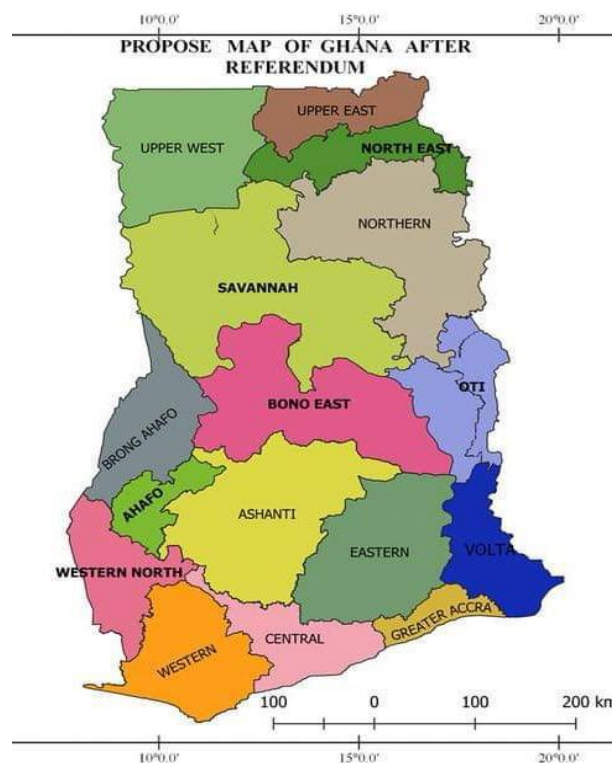 10°0.0' 15°0.0' 20°0.0'
PROPOSE MAP OF GHANA AFTER
REFERENDUM
UPPER EAST
UPPER WEST
NORTH EAST
NORTHERN
SAVANNAH
OTI
BONO EAST
BRONG AHAFO
AHAFO
ASHANTI
EASTERN
VOLTA
WESTERN NORTH
GREATER ACCRA
CENTRAL
WESTERN
100 0 100 200 km
10°0.0' 15°0.0' 20°0.0'